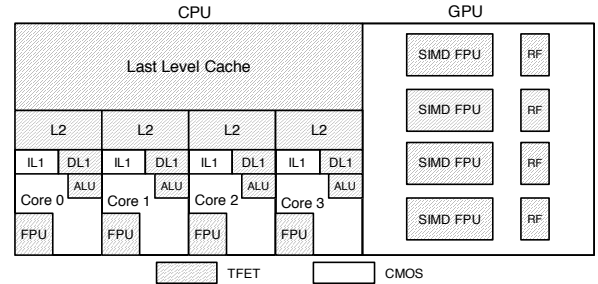 CPU GPU
Last Level Cache
L2 L2 L2 L2
IL1 DL1 IL1 DL1 IL1 DL1 IL1 DL1
ALU ALU ALU ALU
Core 0 Core 1 Core 2 Core 3
FPU FPU FPU FPU
SIMD FPU RF
SIMD FPU RF
SIMD FPU RF
SIMD FPU RF
TFET CMOS